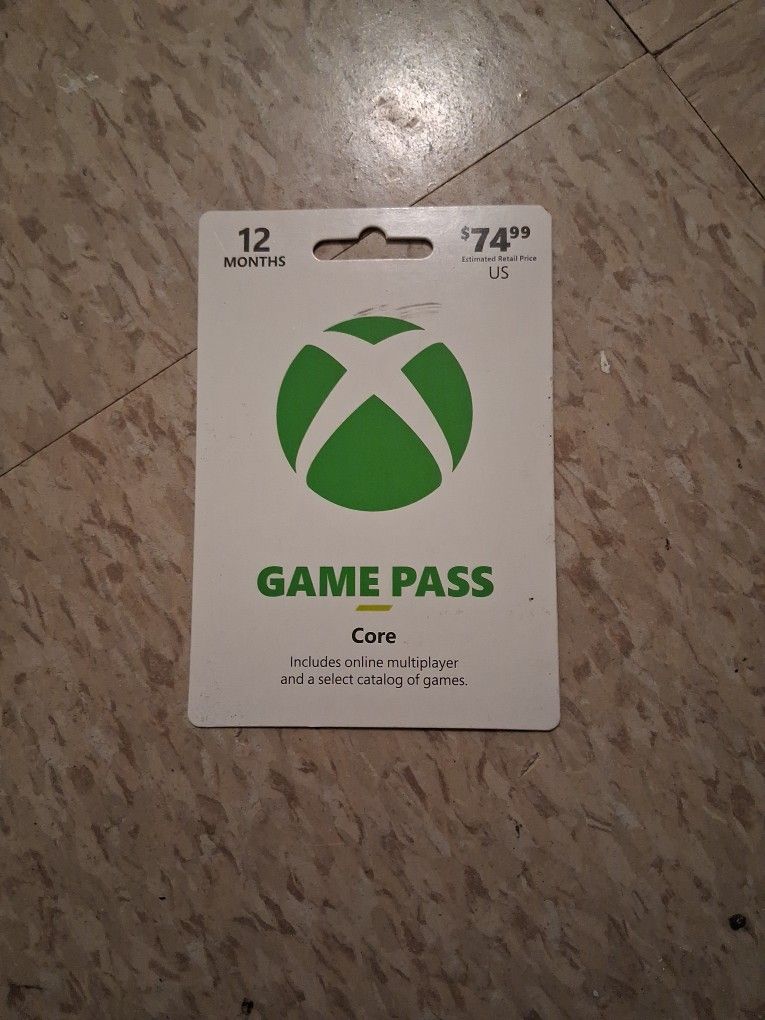 12
MONTHS
$74.99
Estimated Retail Price
US
GAME PASS
Core
Includes online multiplayer
and a select catalog of games.